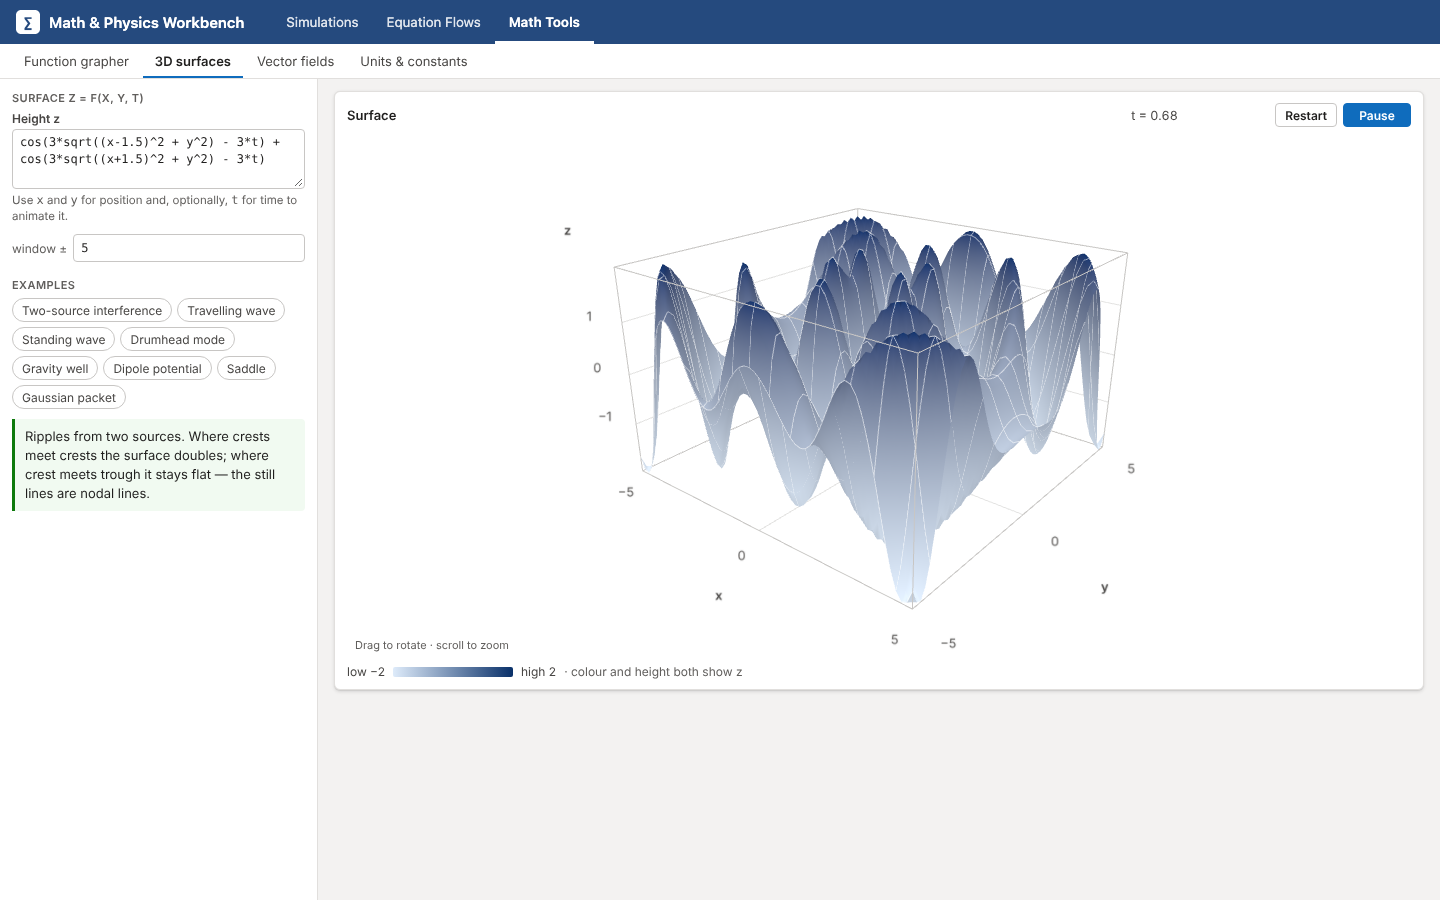 ∑ Math & Physics Workbench Simulations Equation Flows Math Tools
Function grapher 3D surfaces Vector fields Units & constants
SURFACE Z = F(X, Y, T)
Height z
cos(3*sqrt((x-1.5)^2 + y^2) - 3*t) +
cos(3*sqrt((x+1.5)^2 + y^2) - 3*t)
Use x and y for position and, optionally, t for time to
animate it.
window ± 5
EXAMPLES
Two-source interference Travelling wave
Standing wave Drumhead mode
Gravity well Dipole potential Saddle
Gaussian packet
Ripples from two sources. Where crests
meet crests the surface doubles; where
crest meets trough it stays flat — the still
lines are nodal lines.
Surface t = 0.68 Restart Pause
z
1
0
−1
−5
0
x
5
−5
0
y
5
Drag to rotate · scroll to zoom
low −2 high 2 · colour and height both show z